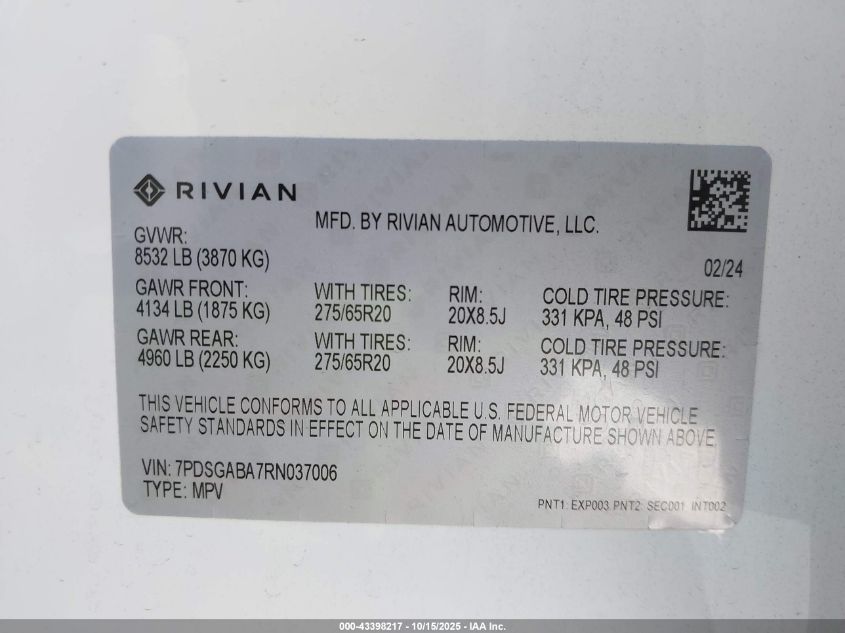 RIVIAN
MFD. BY RIVIAN AUTOMOTIVE, LLC.
GVWR:
8532 LB (3870 KG)
02/24
GAWR FRONT: WITH TIRES: RIM: COLD TIRE PRESSURE:
4134 LB (1875 KG) 275/65R20 20X8.5J 331 KPA, 48 PSI
GAWR REAR: WITH TIRES: RIM: COLD TIRE PRESSURE:
4960 LB (2250 KG) 275/65R20 20X8.5J 331 KPA, 48 PSI
THIS VEHICLE CONFORMS TO ALL APPLICABLE U.S. FEDERAL MOTOR VEHICLE
SAFETY STANDARDS IN EFFECT ON THE DATE OF MANUFACTURE SHOWN ABOVE
VIN: 7PDSGABA7RN037006
TYPE: MPV
PNT1: EXP003 PNT2: SEC001 INT002
000-43398217 - 10/15/2025 - IAA Inc.